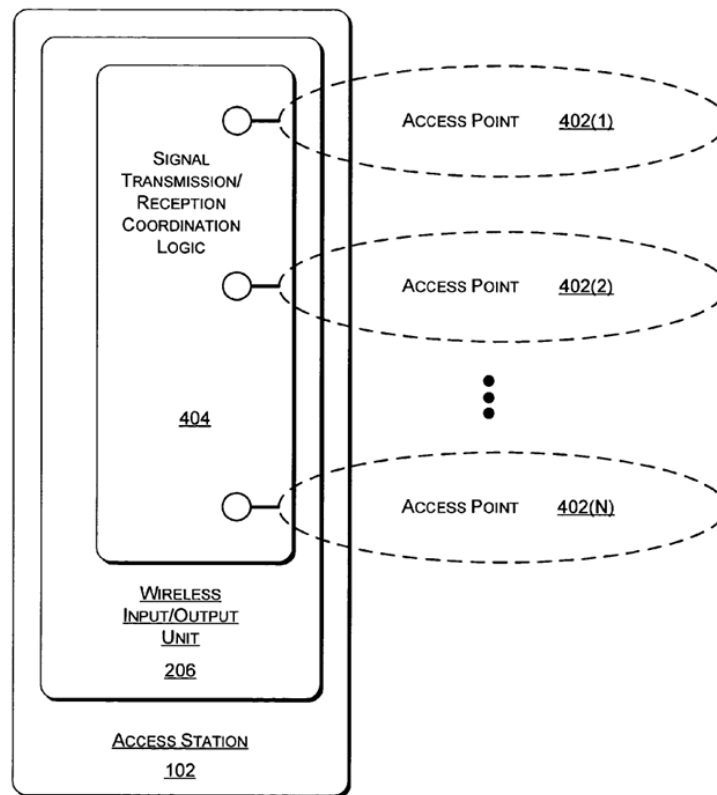 ACCESS POINT 402(1)
SIGNAL
TRANSMISSION/
RECEPTION
COORDINATION
LOGIC
ACCESS POINT 402(2)
404
ACCESS POINT 402(N)
WIRELESS
INPUT/OUTPUT
UNIT
206
ACCESS STATION
102